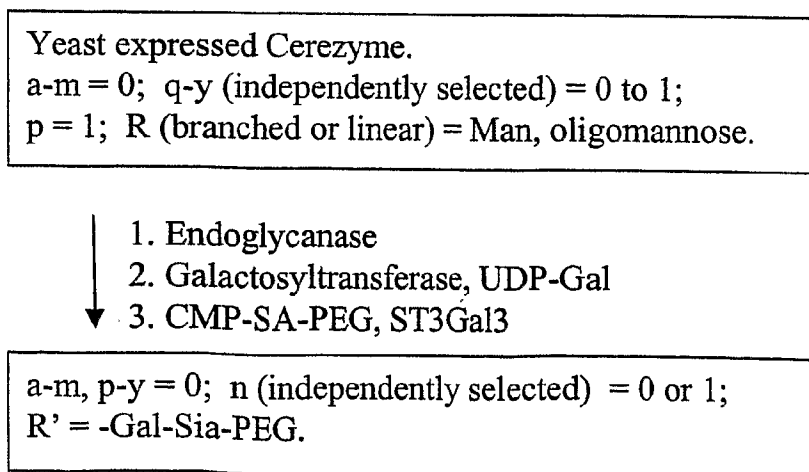 Yeast expressed Cerezyme.
a-m = 0; q-y (independently selected) = 0 to 1;
p = 1; R (branched or linear) = Man, oligomannose.
1. Endoglycanase
2. Galactosyltransferase, UDP-Gal
3. CMP-SA-PEG, ST3Gal3
a-m, p-y = 0; n (independently selected) = 0 or 1;
R' = -Gal-Sia-PEG.